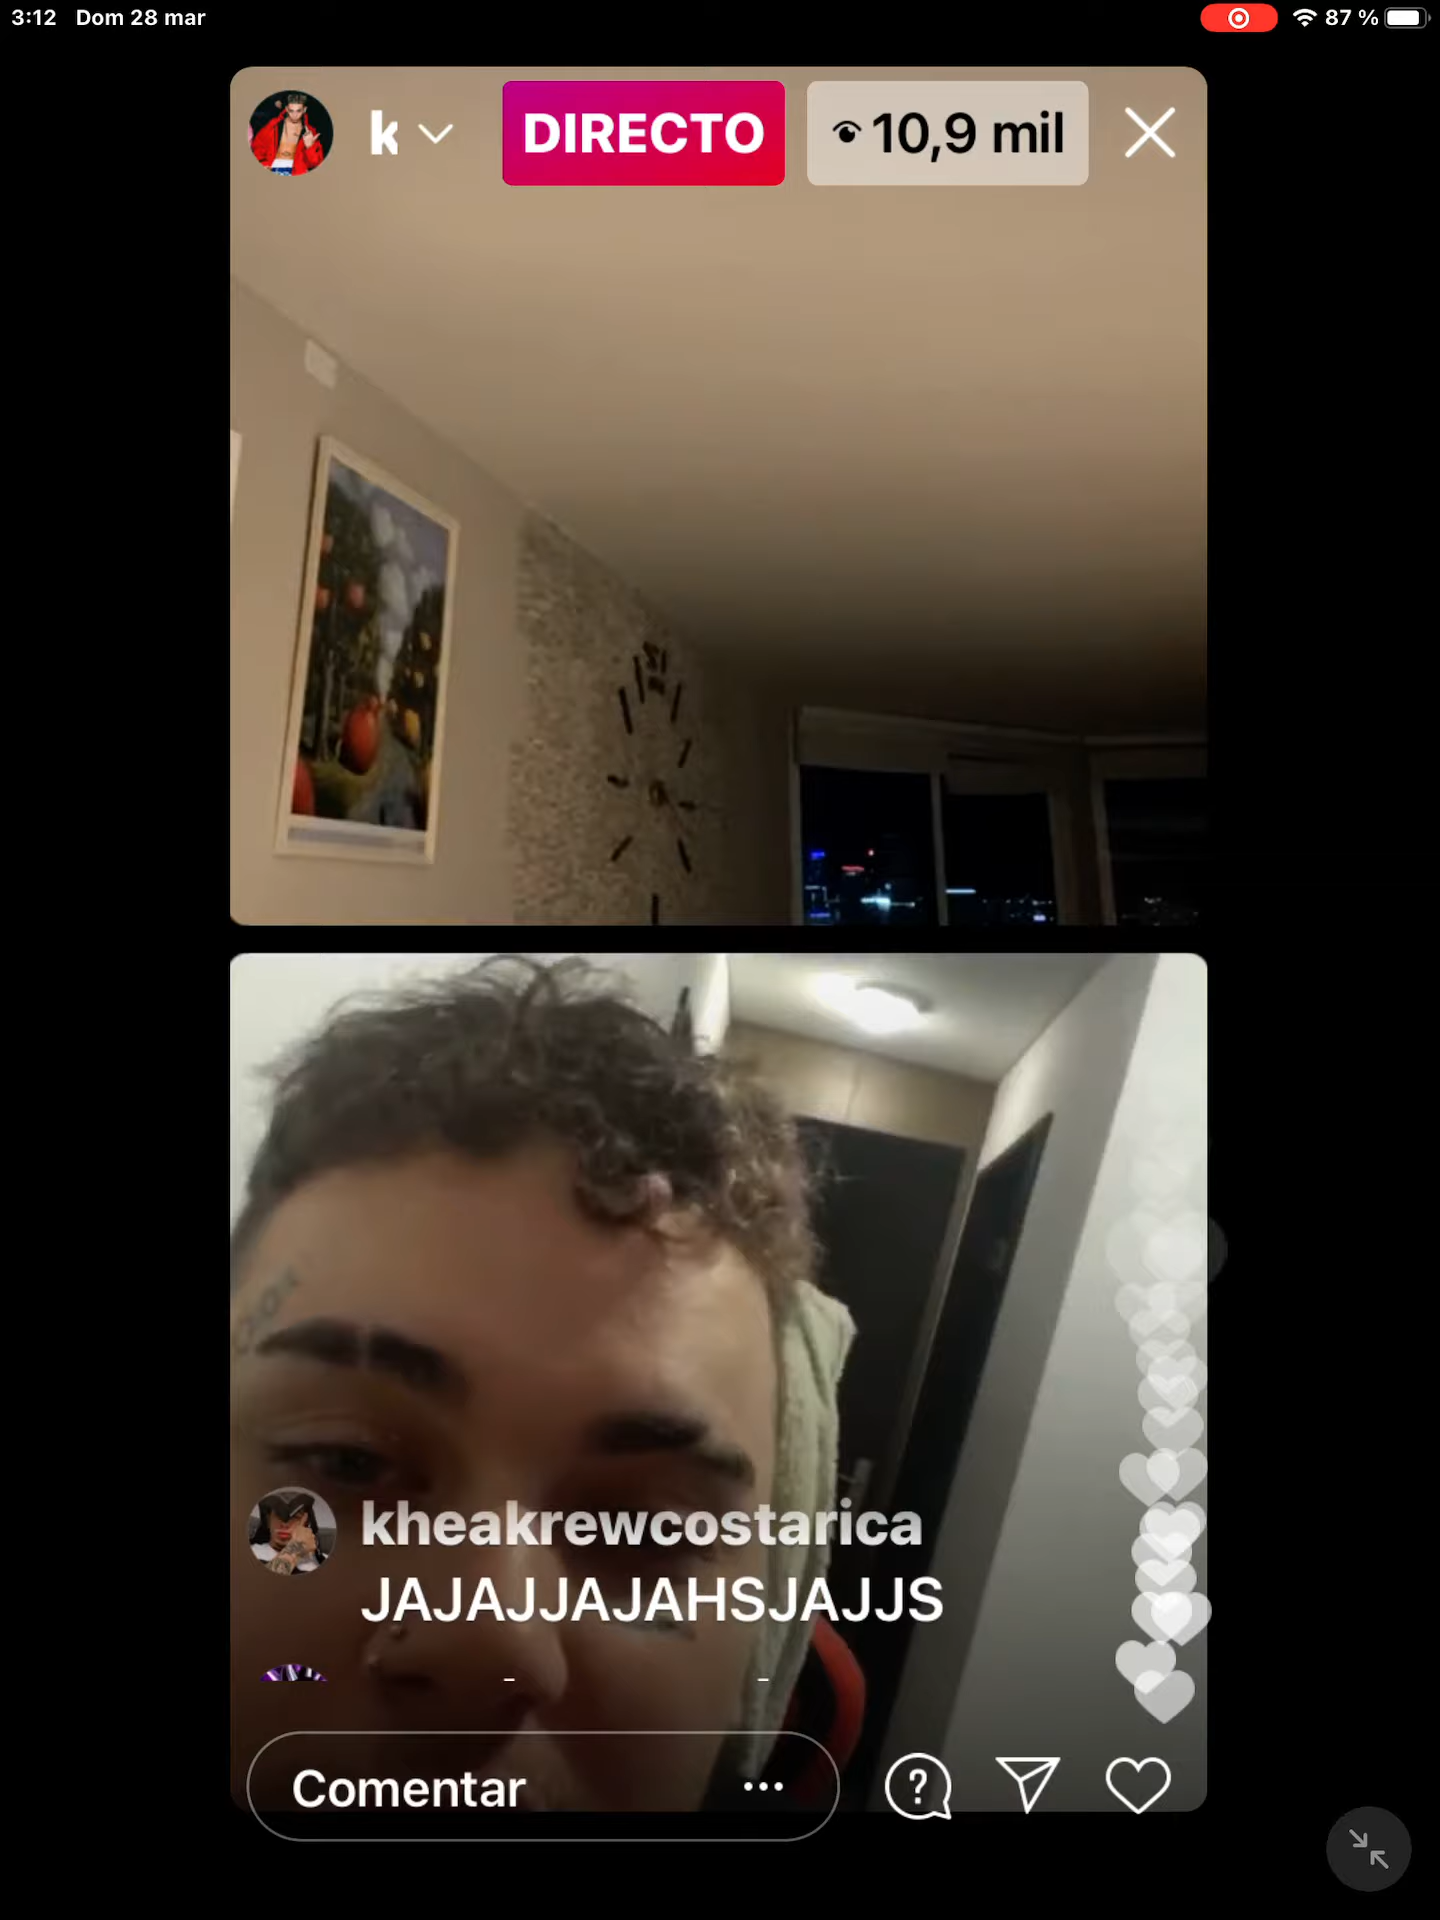 3:12 Dom 28 mar 87 %
k DIRECTO 10,9 mil
kheakrewcostarica
JAJAJJAJAHSJAJJS
Comentar